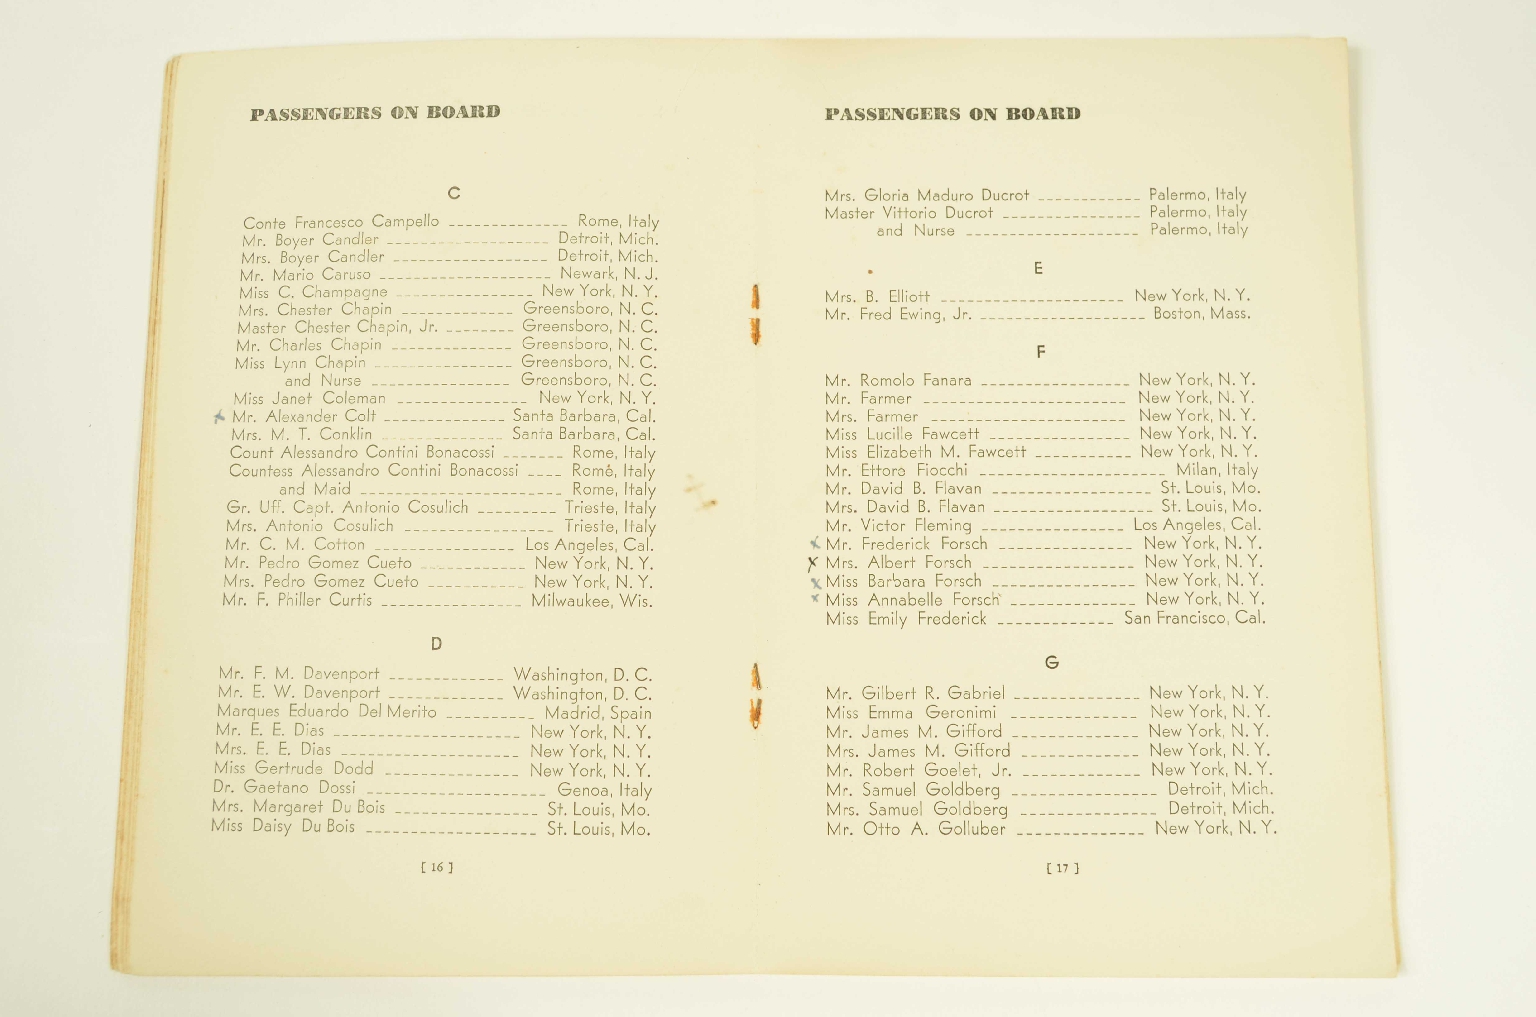 PASSENGERS ON BOARD
C
Conte Francesco Campello ------------- Rome, Italy
Mr. Boyer Candler ------------------ Detroit, Mich.
Mrs. Boyer Candler ----------------- Detroit, Mich.
Mr. Mario Caruso ------------------- Newark, N. J.
Miss C. Champagne --------------- New York, N. Y.
Mrs. Chester Chapin ------------ Greensboro, N. C.
Master Chester Chapin, Jr. -------- Greensboro, N. C.
Mr. Charles Chapin ------------- Greensboro, N. C.
Miss Lynn Chapin --------------- Greensboro, N. C.
and Nurse --------------- Greensboro, N. C.
Miss Janet Coleman -------------- New York, N. Y.
x Mr. Alexander Colt ------------- Santa Barbara, Cal.
Mrs. M. T. Conklin ------------- Santa Barbara, Cal.
Count Alessandro Contini Bonacossi ------- Rome, Italy
Countess Alessandro Contini Bonacossi ---- Rome, Italy
and Maid ---------------------- Rome, Italy
Gr. Uff. Capt. Antonio Cosulich --------- Trieste, Italy
Mrs. Antonio Cosulich ---------------- Trieste, Italy
Mr. C. M. Cotton --------------- Los Angeles, Cal.
Mr. Pedro Gomez Cueto ----------- New York, N. Y.
Mrs. Pedro Gomez Cueto ---------- New York, N. Y.
Mr. F. Philler Curtis --------------- Milwaukee, Wis.
D
Mr. F. M. Davenport ------------ Washington, D. C.
Mr. E. W. Davenport ------------ Washington, D. C.
Marques Eduardo Del Merito --------- Madrid, Spain
Mr. E. E. Dias -------------------- New York, N. Y.
Mrs. E. E. Dias ------------------- New York, N. Y.
Miss Gertrude Dodd -------------- New York, N. Y.
Dr. Gaetano Dossi ------------------- Genoa, Italy
Mrs. Margaret Du Bois --------------- St. Louis, Mo.
Miss Daisy Du Bois ------------------ St. Louis, Mo.
[ 16 ]
PASSENGERS ON BOARD
Mrs. Gloria Maduro Ducrot ----------- Palermo, Italy
Master Vittorio Ducrot --------------- Palermo, Italy
and Nurse ------------------- Palermo, Italy
E
Mrs. B. Elliott -------------------- New York, N. Y.
Mr. Fred Ewing, Jr. ------------------ Boston, Mass.
F
Mr. Romolo Fanara ---------------- New York, N. Y.
Mr. Farmer ---------------------- New York, N. Y.
Mrs. Farmer ---------------------- New York, N. Y.
Miss Lucille Fawcett --------------- New York, N. Y.
Miss Elizabeth M. Fawcett ----------- New York, N. Y.
Mr. Ettore Fiocchi -------------------- Milan, Italy
Mr. David B. Flavan ----------------- St. Louis, Mo.
Mrs. David B. Flavan ----------------- St. Louis, Mo.
Mr. Victor Fleming --------------- Los Angeles, Cal.
x Mr. Frederick Forsch -------------- New York, N. Y.
x Mrs. Albert Forsch ---------------- New York, N. Y.
x Miss Barbara Forsch --------------- New York, N. Y.
x Miss Annabelle Forsch ------------- New York, N. Y.
Miss Emily Frederick ------------ San Francisco, Cal.
G
Mr. Gilbert R. Gabriel ------------- New York, N. Y.
Miss Emma Geronimi ------------- New York, N. Y.
Mr. James M. Gifford ------------- New York, N. Y.
Mrs. James M. Gifford ------------ New York, N. Y.
Mr. Robert Goelet, Jr. ------------ New York, N. Y.
Mr. Samuel Goldberg --------------- Detroit, Mich.
Mrs. Samuel Goldberg -------------- Detroit, Mich.
Mr. Otto A. Golluber ------------- New York, N. Y.
[ 17 ]